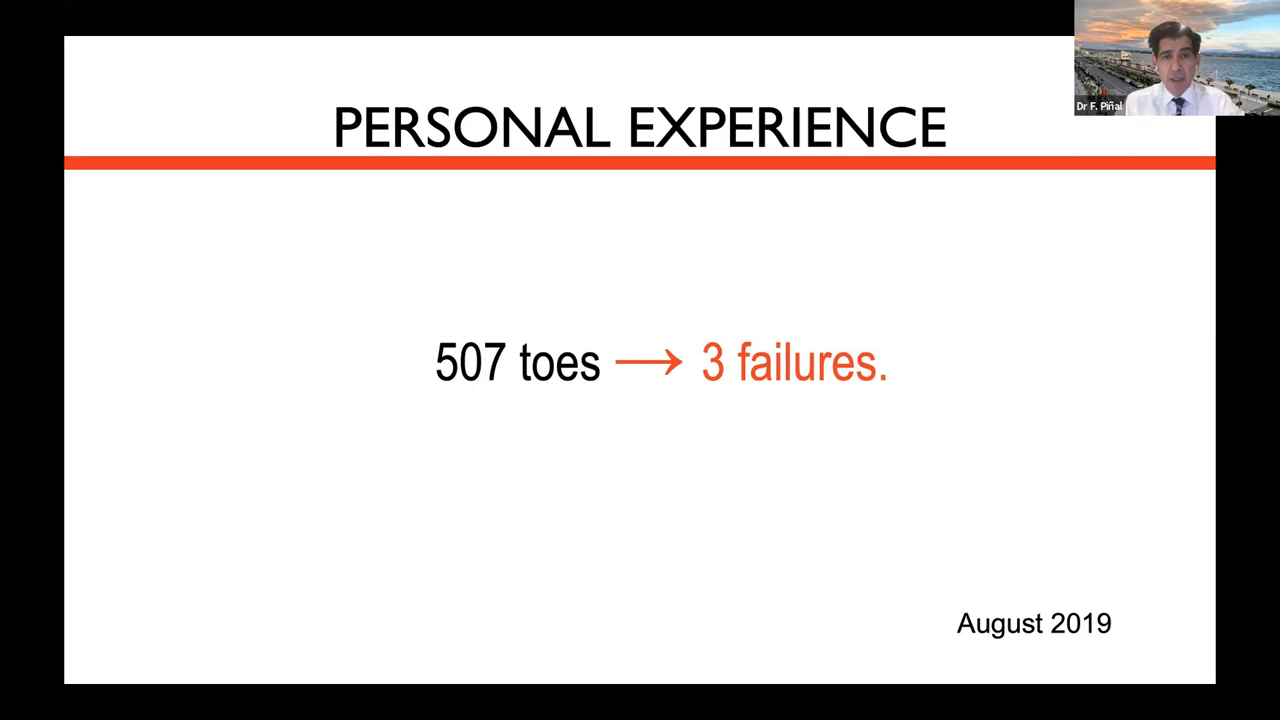 PERSONAL EXPERIENCE
Dr F. Piñal
507 toes → 3 failures.
August 2019